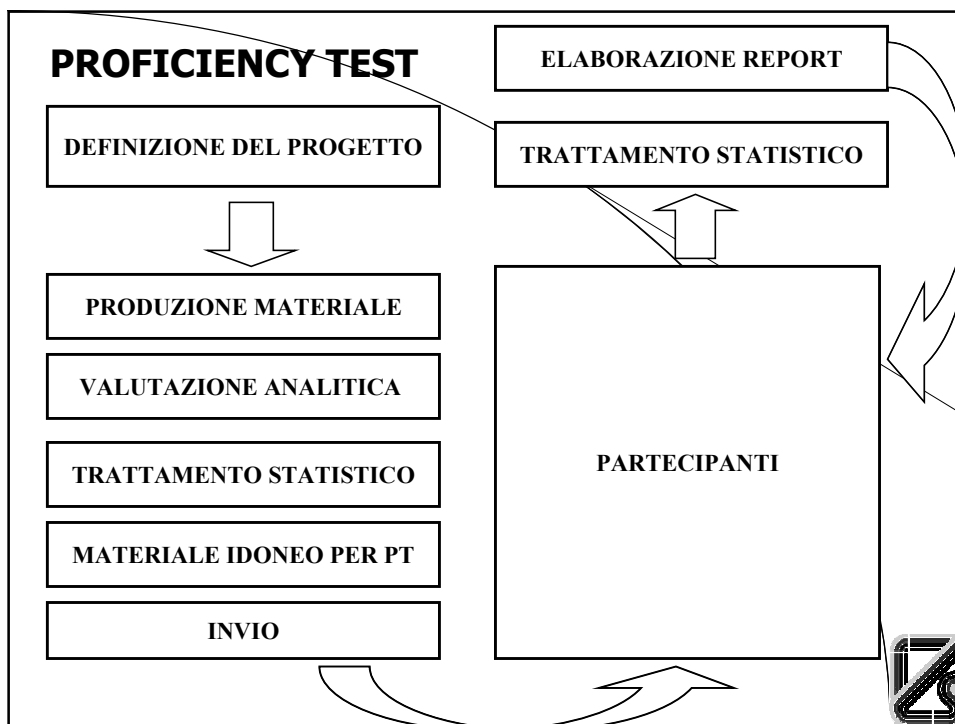 PROFICIENCY TEST
DEFINIZIONE DEL PROGETTO
PRODUZIONE MATERIALE
VALUTAZIONE ANALITICA
TRATTAMENTO STATISTICO
MATERIALE IDONEO PER PT
INVIO
ELABORAZIONE REPORT
TRATTAMENTO STATISTICO
PARTECIPANTI